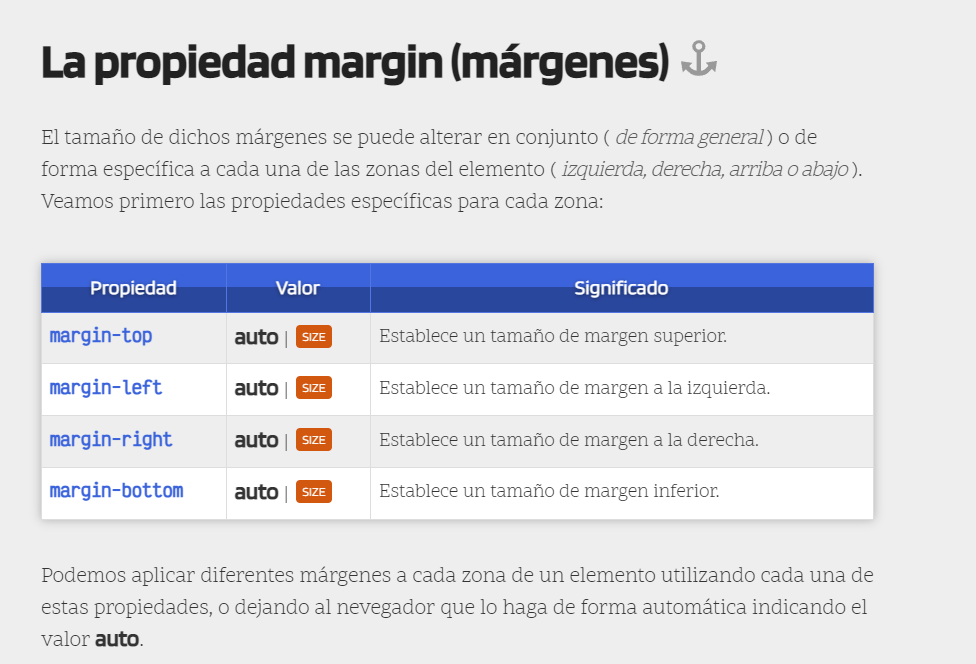 La propiedad margin (márgenes)
El tamaño de dichos márgenes se puede alterar en conjunto ( de forma general ) o de
forma específica a cada una de las zonas del elemento ( izquierda, derecha, arriba o abajo ).
Veamos primero las propiedades específicas para cada zona:
Propiedad Valor Significado
margin-top auto | SIZE Establece un tamaño de margen superior.
margin-left auto | SIZE Establece un tamaño de margen a la izquierda.
margin-right auto | SIZE Establece un tamaño de margen a la derecha.
margin-bottom auto | SIZE Establece un tamaño de margen inferior.
Podemos aplicar diferentes márgenes a cada zona de un elemento utilizando cada una de
estas propiedades, o dejando al nevegador que lo haga de forma automática indicando el
valor auto.